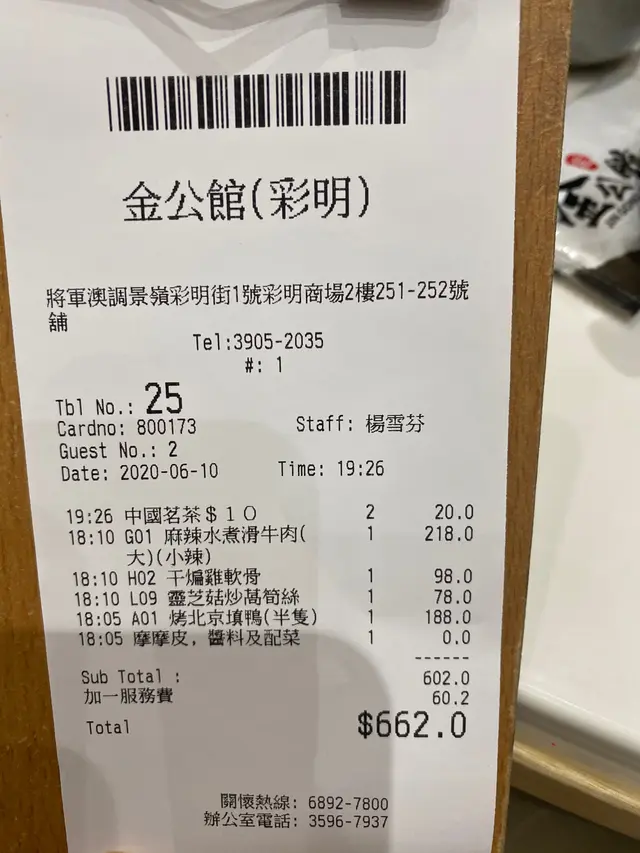 金公館(彩明)
將軍澳調景嶺彩明街1號彩明商場2樓251-252號
舖
Tel:3905-2035
#: 1
Tbl No.: 25
Cardno: 800173 Staff: 楊雪芬
Guest No.: 2
Date: 2020-06-10 Time: 19:26
19:26 中國茗茶$10 2 20.0
18:10 G01 麻辣水煮滑牛肉( 1 218.0
大)(小辣)
18:10 H02 干煸雞軟骨 1 98.0
18:10 L09 靈芝菇炒萵筍絲 1 78.0
18:05 A01 烤北京填鴨(半隻) 1 188.0
18:05 摩摩皮, 醬料及配菜 1 0.0
------
Sub Total : 602.0
加一服務費 60.2
Total $662.0
關懷熱線: 6892-7800
辦公室電話: 3596-7937